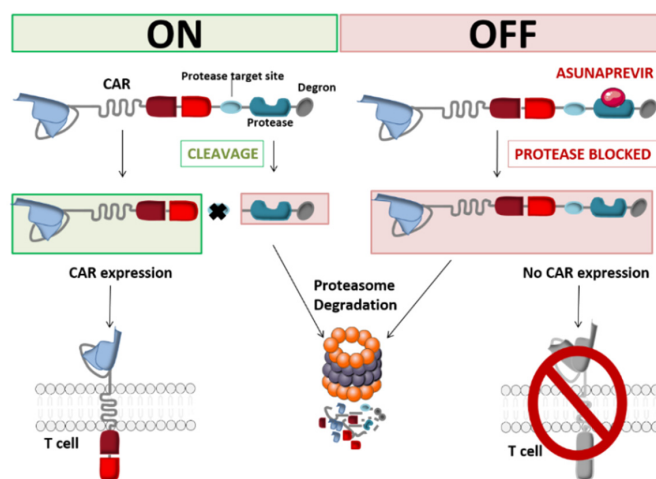 ON
OFF
CAR
Protease target site
Degron
Protease
ASUNAPREVIR
CLEAVAGE
PROTEASE BLOCKED
CAR expression
Proteasome
Degradation
No CAR expression
T cell
T cell